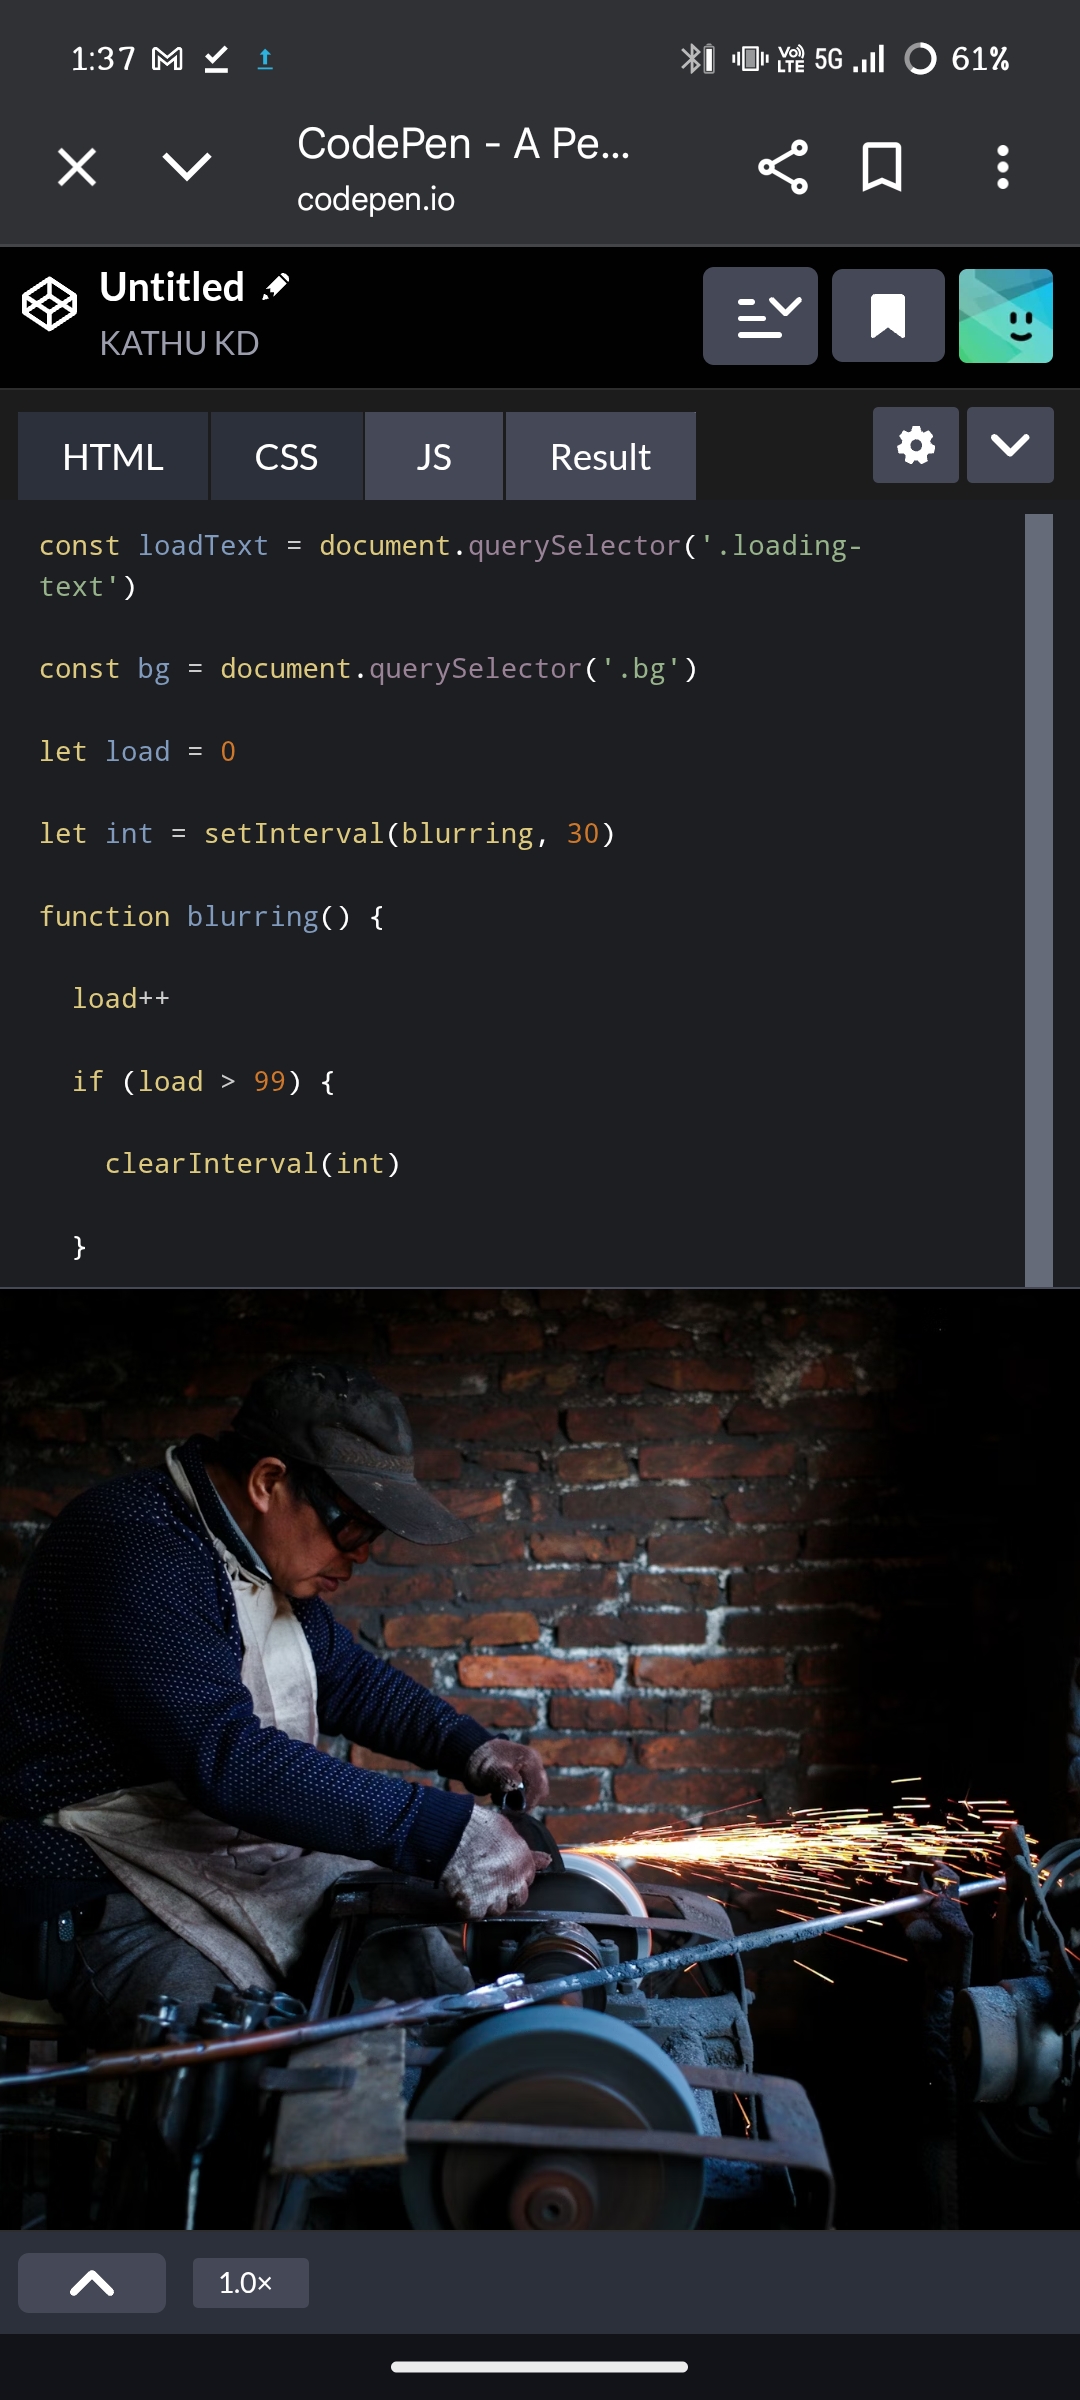 1:37 Vo)) LTE 5G 61%
CodePen - A Pe...
codepen.io
Untitled
KATHU KD
HTML CSS JS Result
const loadText = document.querySelector('.loading-
text')
const bg = document.querySelector('.bg')
let load = 0
let int = setInterval(blurring, 30)
function blurring() {
  load++
  if (load > 99) {
    clearInterval(int)
  }
1.0×